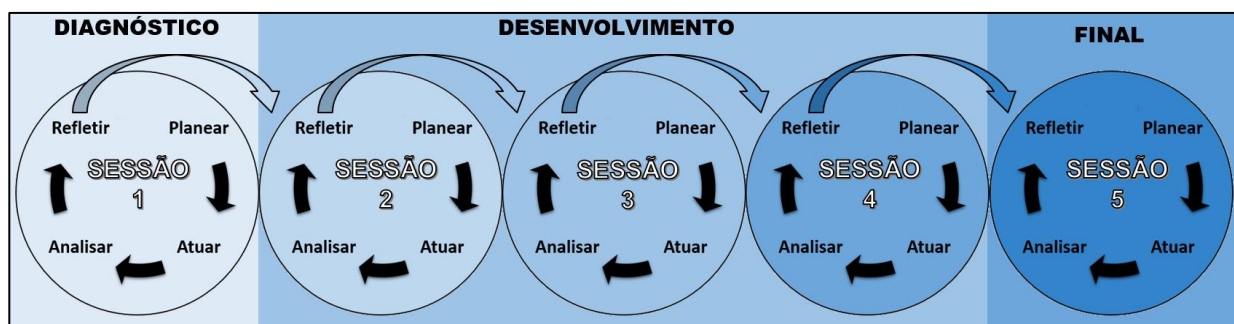 DIAGNÓSTICO
DESENVOLVIMENTO
FINAL
Refletir
Planear
SESSÃO
1
Analisar
Atuar
Refletir
Planear
SESSÃO
2
Analisar
Atuar
Refletir
Planear
SESSÃO
3
Analisar
Atuar
Refletir
Planear
SESSÃO
4
Analisar
Atuar
Refletir
Planear
SESSÃO
5
Analisar
Atuar